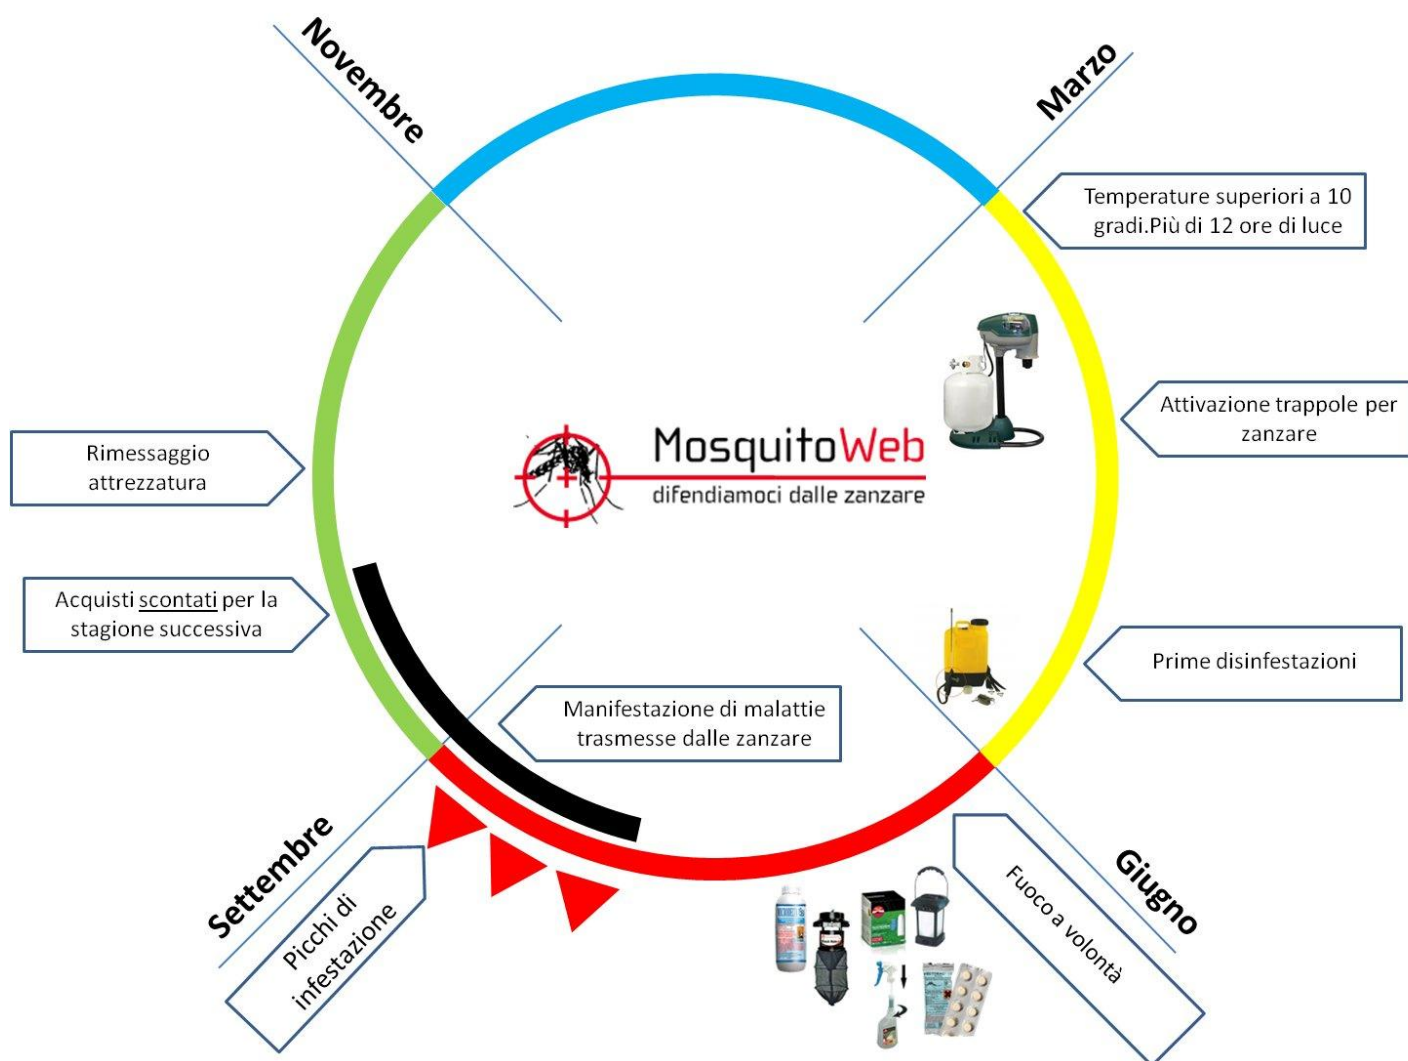 Novembre
Marzo
Temperature superiori a 10
gradi.Più di 12 ore di luce
Attivazione trappole per
zanzare
MosquitoWeb
difendiamoci dalle zanzare
Rimessaggio
attrezzatura
Acquisti scontati per la
stagione successiva
Prime disinfestazioni
Manifestazione di malattie
trasmesse dalle zanzare
Settembre
Picchi di
infestazione
Fuoco a volontà
Giugno